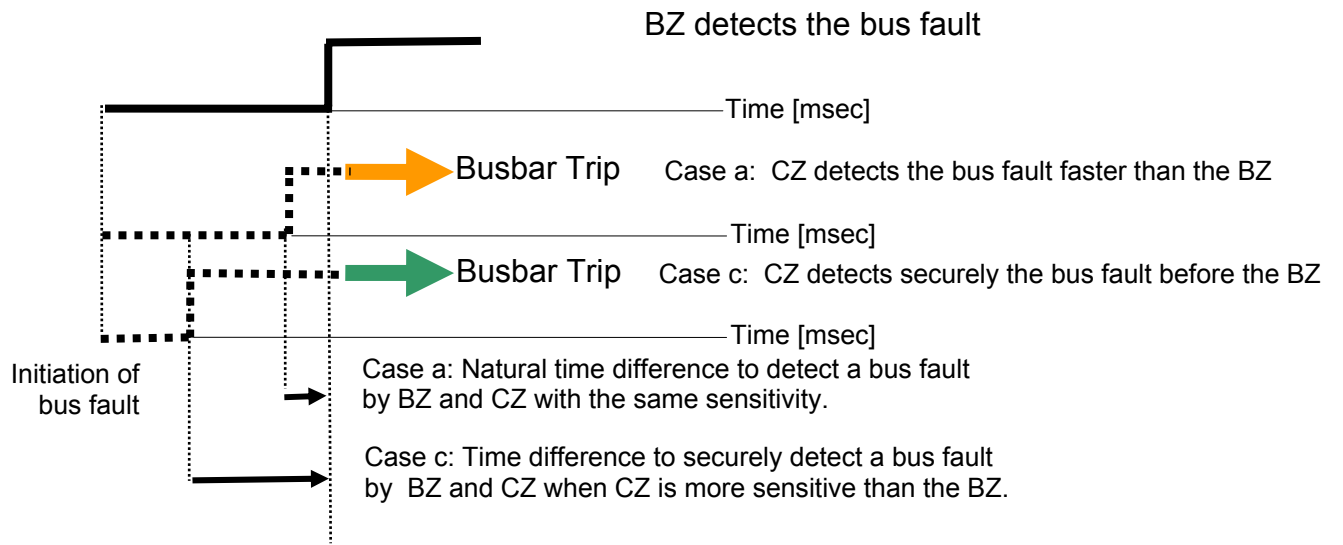 BZ detects the bus fault
Time [msec]
Busbar Trip
Case a: CZ detects the bus fault faster than the BZ
Time [msec]
Busbar Trip
Case c: CZ detects securely the bus fault before the BZ
Time [msec]
Initiation of
bus fault
Case a: Natural time difference to detect a bus fault
by BZ and CZ with the same sensitivity.
Case c: Time difference to securely detect a bus fault
by BZ and CZ when CZ is more sensitive than the BZ.